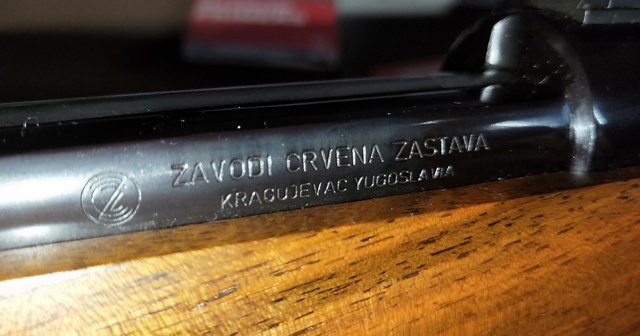 ZAVODI CRVENA ZASTAVA
KRAGUJEVAC YUGOSLAVIA